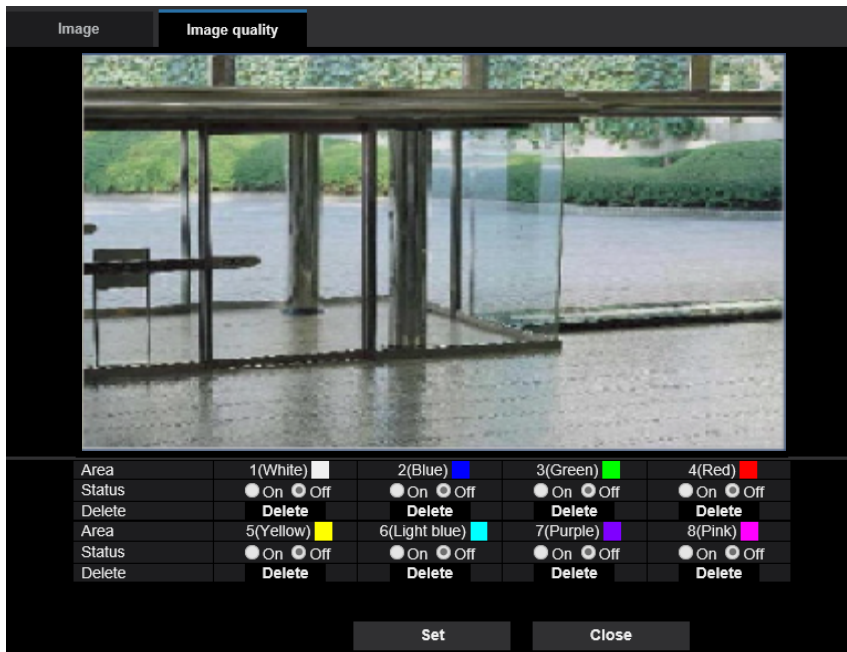 Image Image quality
Area 1(White) 2(Blue) 3(Green) 4(Red)
Status On Off On Off On Off On Off
Delete Delete Delete Delete Delete
Area 5(Yellow) 6(Light blue) 7(Purple) 8(Pink)
Status On Off On Off On Off On Off
Delete Delete Delete Delete Delete
Set Close